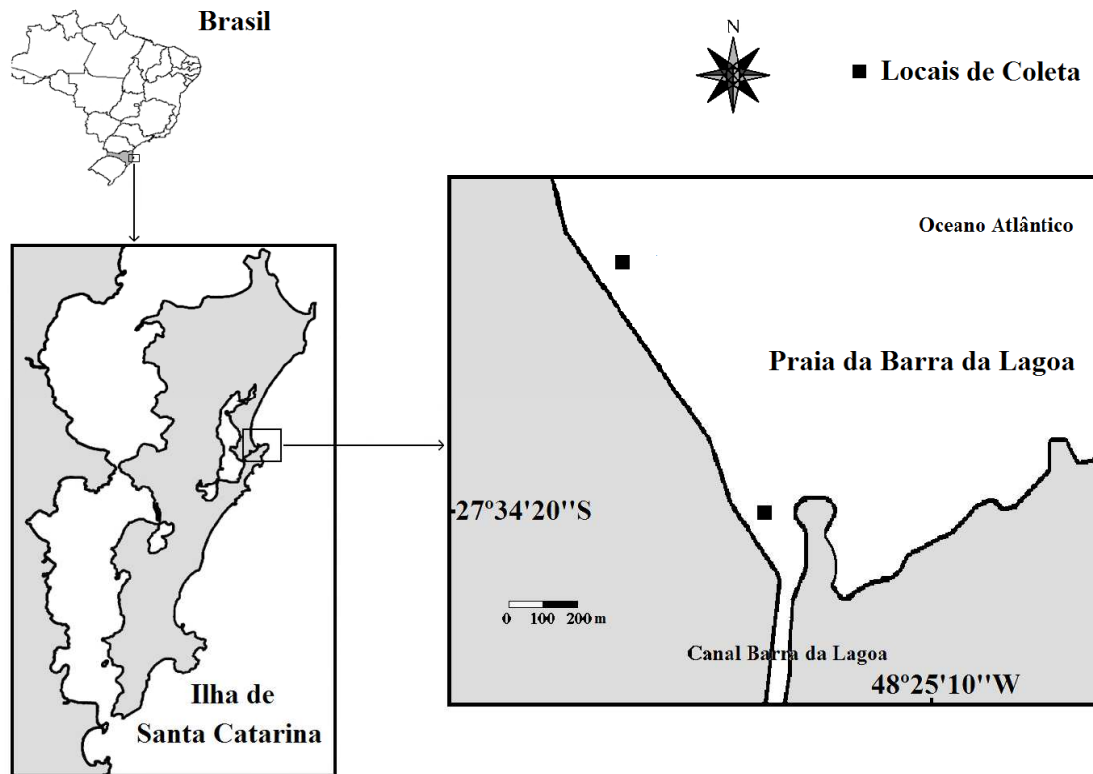 Brasil
N
Locais de Coleta
Oceano Atlântico
Praia da Barra da Lagoa
27º34'20''S
0 100 200 m
Canal Barra da Lagoa
48º25'10''W
Ilha de
Santa Catarina